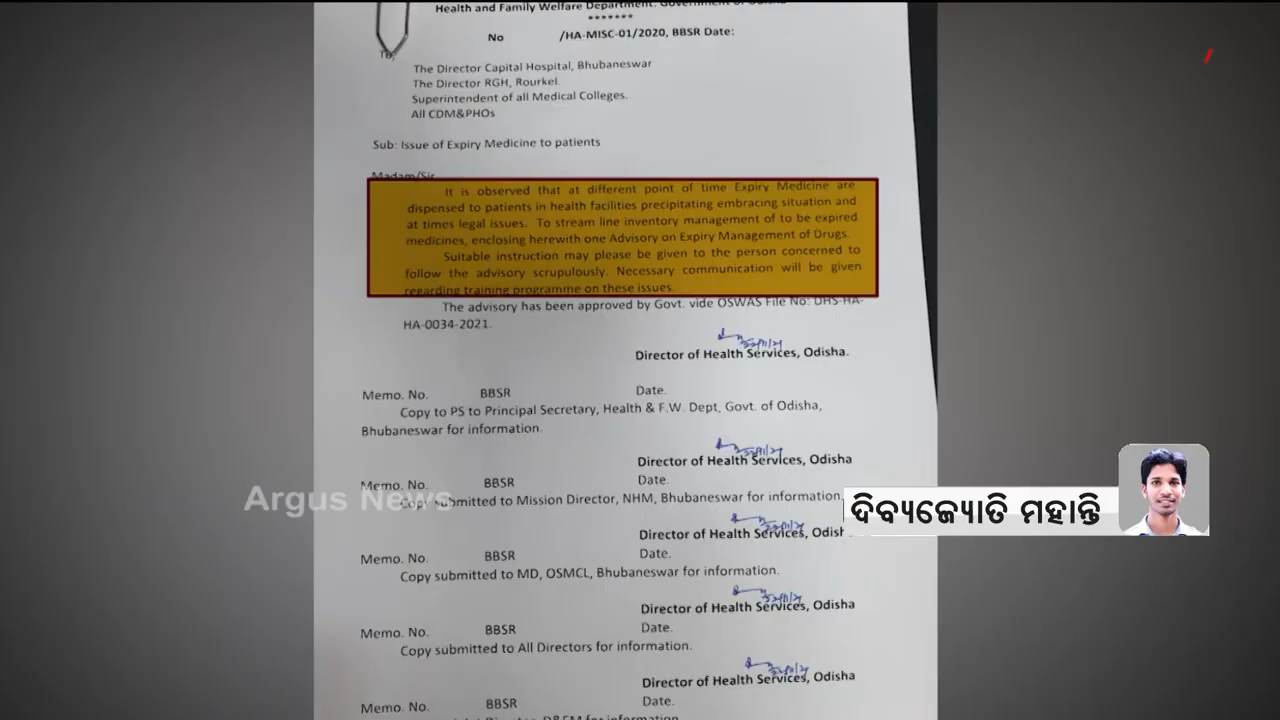 Health and Family Welfare Department. Government of Odisha
*******
No /HA-MISC-01/2020, BBSR Date:
To,
The Director Capital Hospital, Bhubaneswar
The Director RGH, Rourkel.
Superintendent of all Medical Colleges.
All CDM&PHOs
Sub: Issue of Expiry Medicine to patients
Madam/Sir
It is observed that at different point of time Expiry Medicine are
dispensed to patients in health facilities precipitating embracing situation and
at times legal issues. To stream line inventory management of to be expired
medicines, enclosing herewith one Advisory on Expiry Management of Drugs.
Suitable instruction may please be given to the person concerned to
follow the advisory scrupulously. Necessary communication will be given
regarding training programme on these issues.
The advisory has been approved by Govt. vide OSWAS File No: DHS-HA-
HA-0034-2021.
Director of Health Services, Odisha.
Memo. No. BBSR Date.
Copy to PS to Principal Secretary, Health & F.W. Dept, Govt. of Odisha,
Bhubaneswar for information.
Director of Health Services, Odisha
Memo. No. BBSR Date.
Copy submitted to Mission Director, NHM, Bhubaneswar for information.
Argus News
ଦିବ୍ୟଜ୍ୟୋତି ମହାନ୍ତି
Director of Health Services, Odish
Memo. No. BBSR Date.
Copy submitted to MD, OSMCL, Bhubaneswar for information.
Director of Health Services, Odisha
Memo. No. BBSR Date.
Copy submitted to All Directors for information.
Director of Health Services, Odisha
Memo. No. BBSR Date.
for information